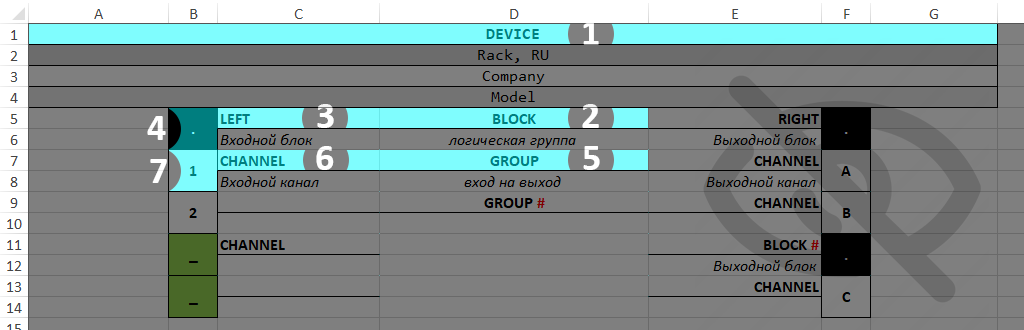 A B C D E F G
1 DEVICE 1
2 Rack, RU
3 Company
4 Model
5 4 . LEFT 3 BLOCK 2 RIGHT .
6 Входной блок логическая группа Выходной блок
7 7 1 CHANNEL 6 GROUP 5 CHANNEL A
8 Входной канал вход на выход Выходной канал
9 2 GROUP # CHANNEL B
10
11 _ CHANNEL BLOCK # .
12 Выходной блок
13 _ CHANNEL C
14
15